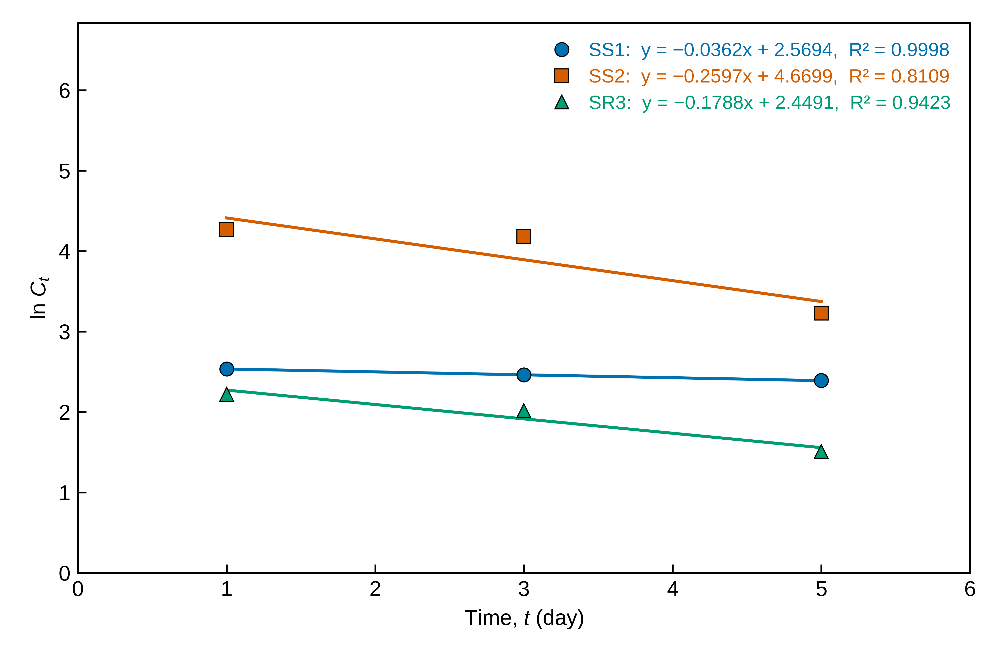 SS1: y = −0.0362x + 2.5694, R² = 0.9998
SS2: y = −0.2597x + 4.6699, R² = 0.8109
SR3: y = −0.1788x + 2.4491, R² = 0.9423
6
5
4
3
2
1
0
ln Cₜ
0 1 2 3 4 5 6
Time, t (day)